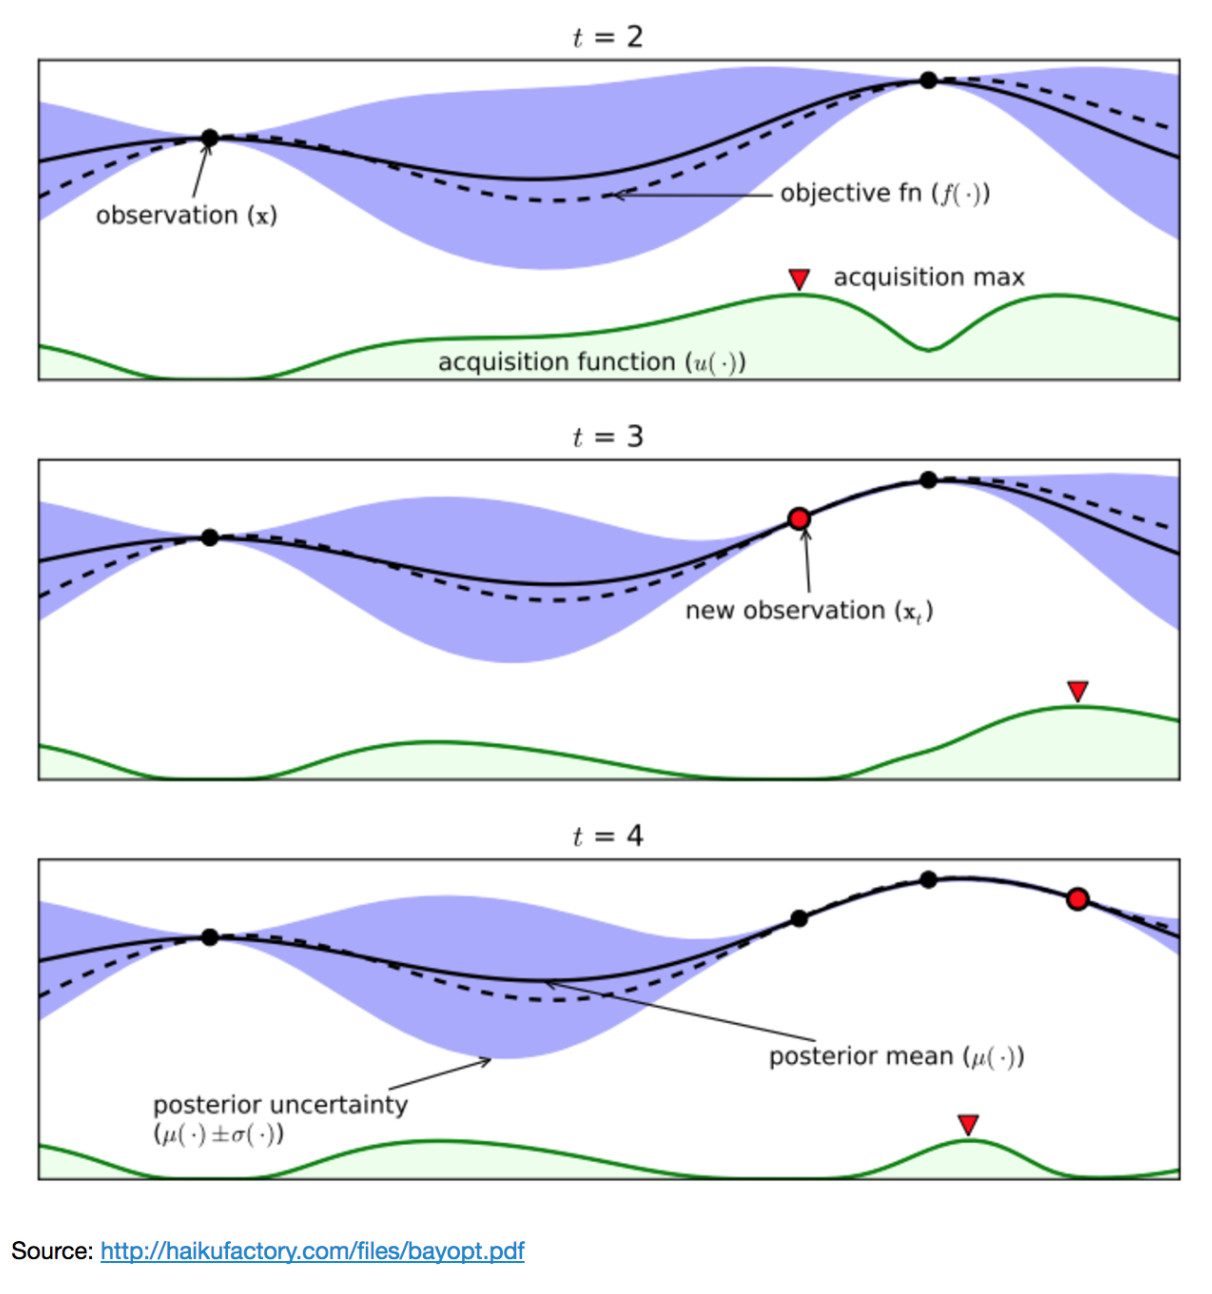 t = 2
observation (x)
objective fn (f(·))
acquisition max
acquisition function (u(·))
t = 3
new observation (xₜ)
t = 4
posterior mean (μ(·))
posterior uncertainty
(μ(·)±σ(·))
Source: http://haikufactory.com/files/bayopt.pdf